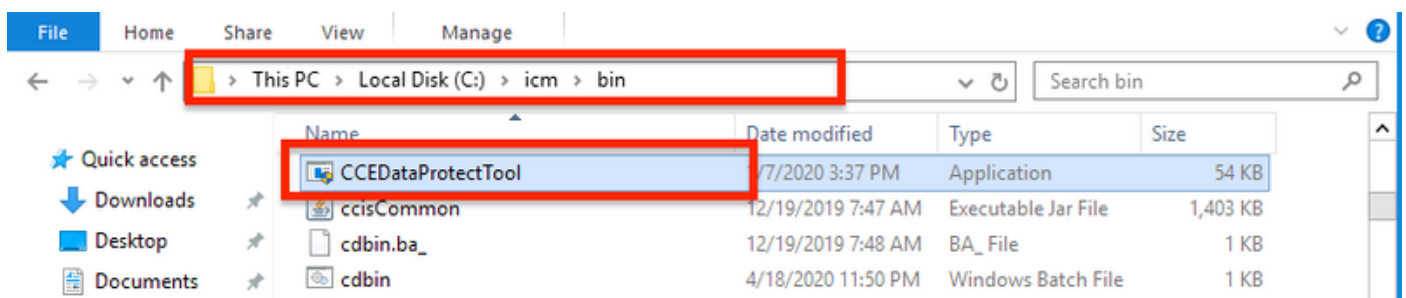 File Home Share View Manage
This PC > Local Disk (C:) > icm > bin Search bin
Name Date modified Type Size
Quick access
CCEDataProtectTool /7/2020 3:37 PM Application 54 KB
Downloads ccisCommon 12/19/2019 7:47 AM Executable Jar File 1,403 KB
Desktop cdbin.ba_ 12/19/2019 7:48 AM BA_ File 1 KB
Documents cdbin 4/18/2020 11:50 PM Windows Batch File 1 KB